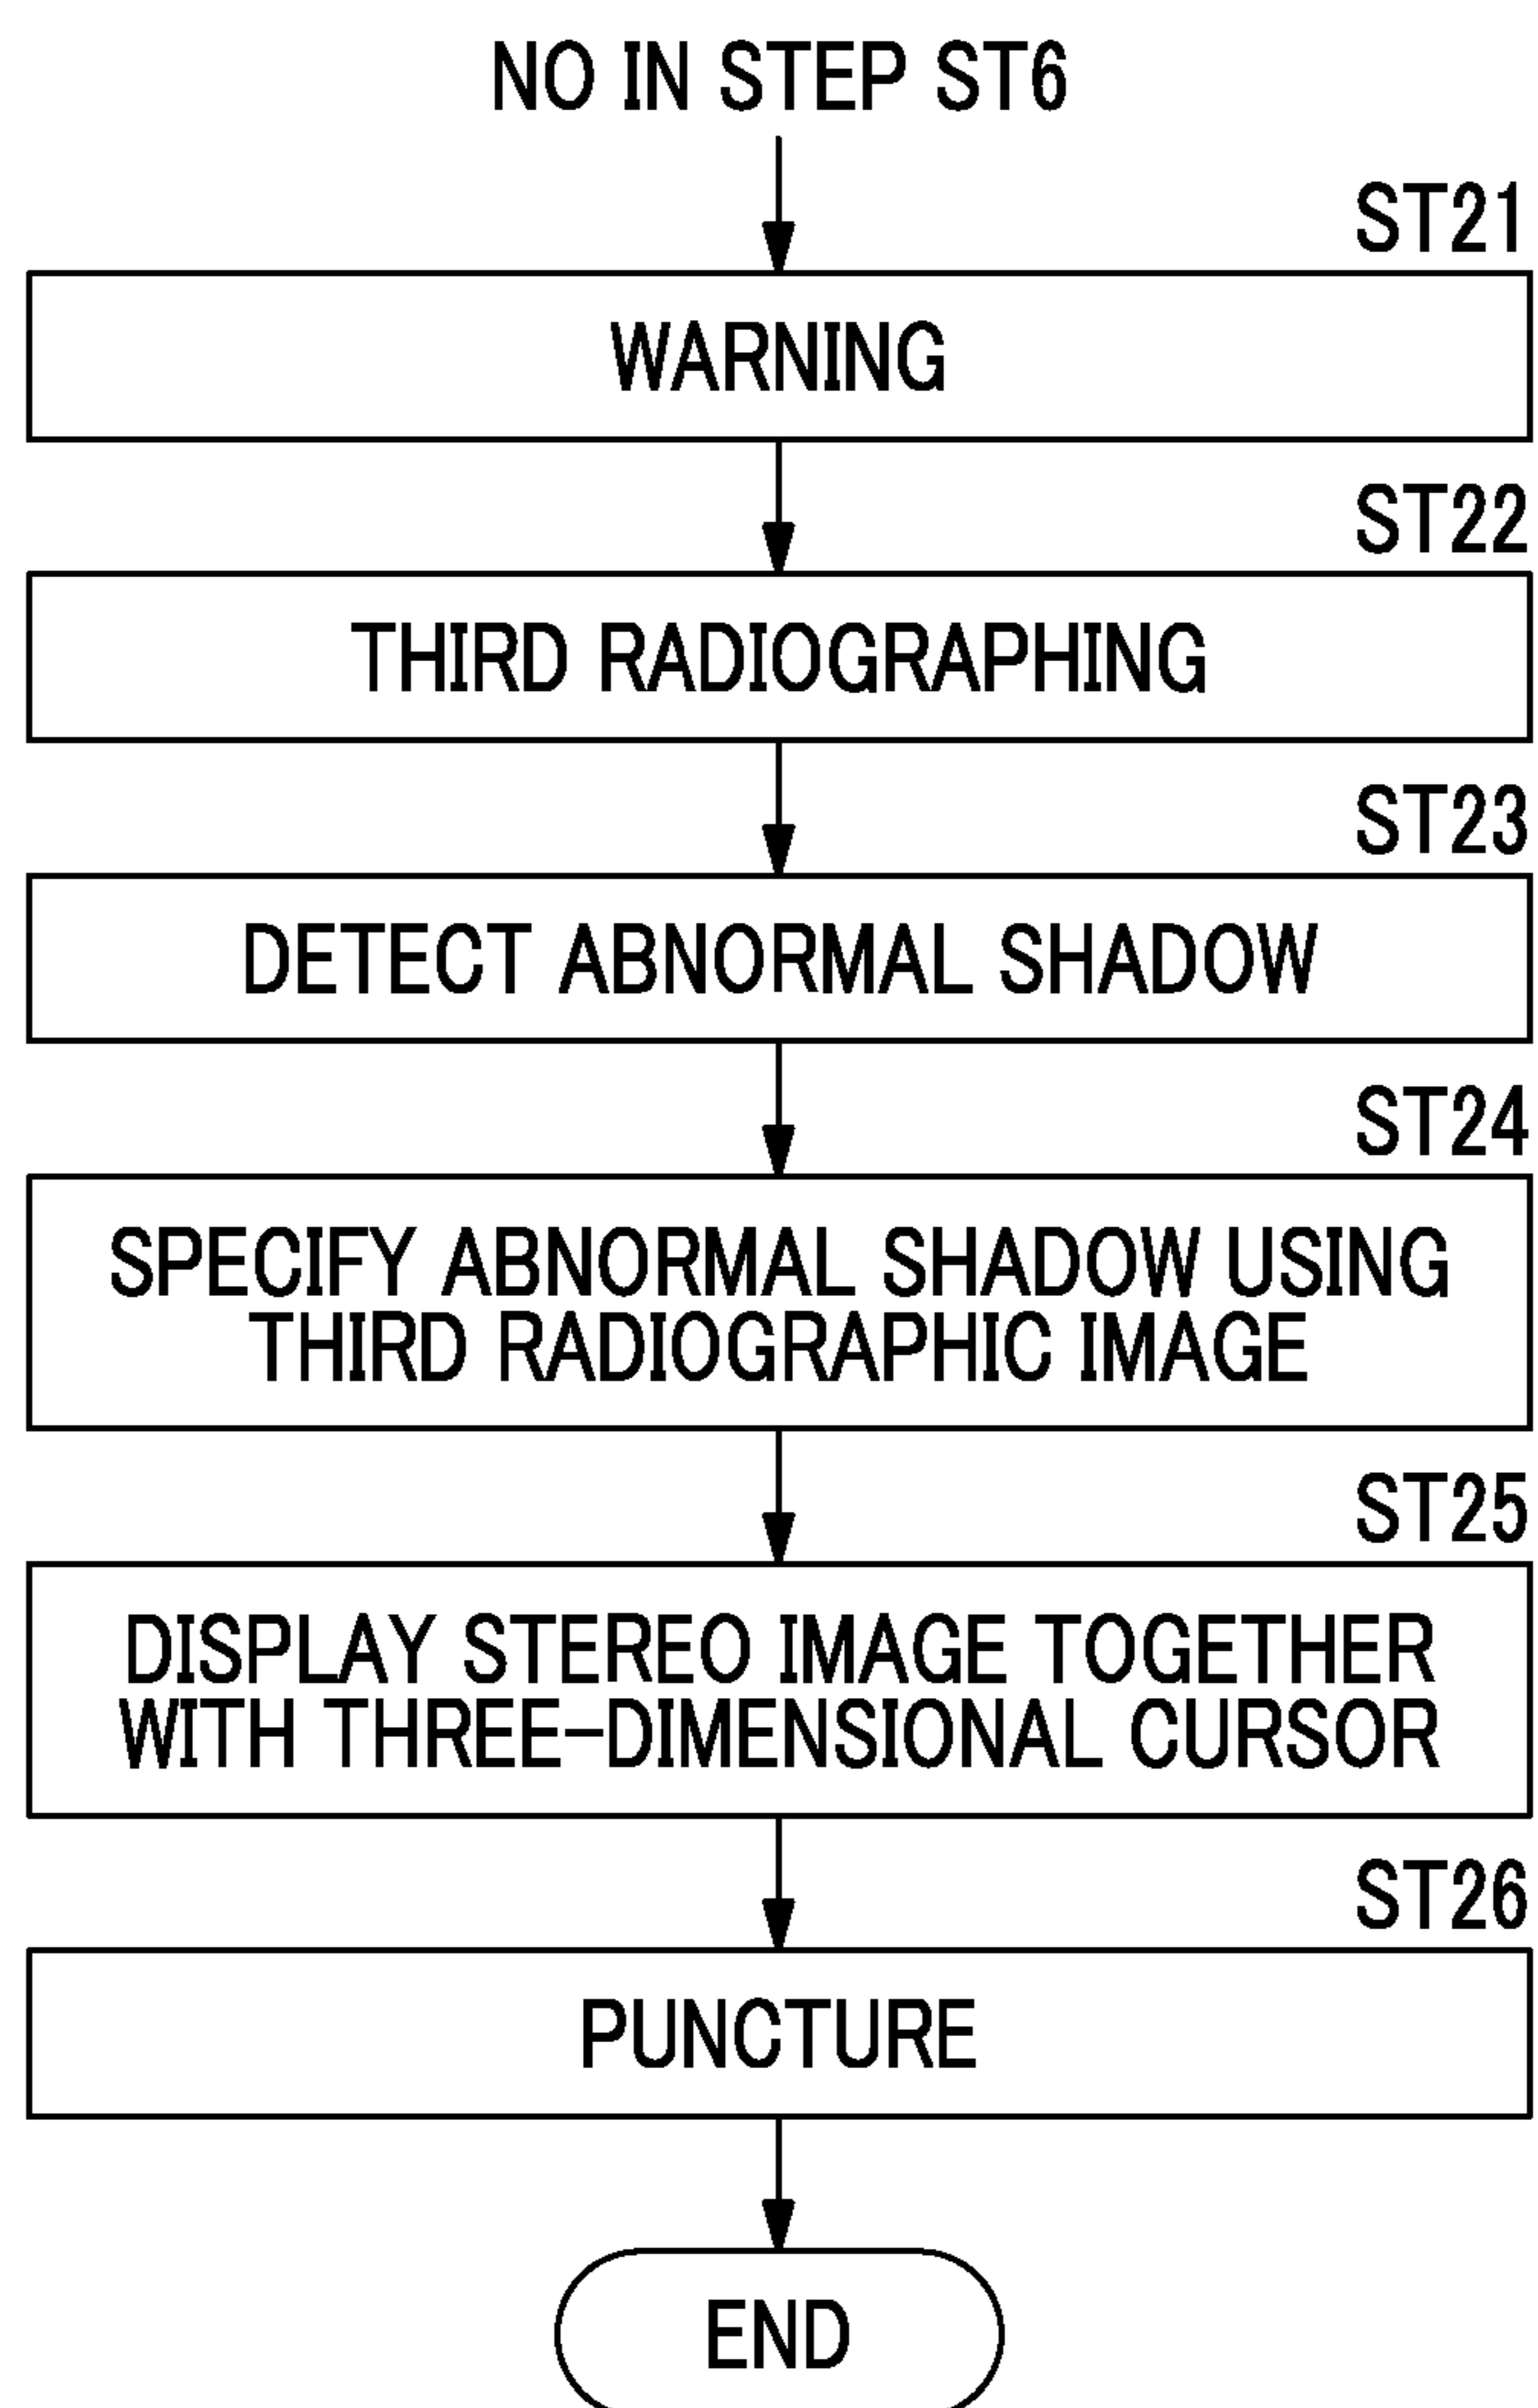 NO IN STEP ST6
ST21
WARNING
ST22
THIRD RADIOGRAPHING
ST23
DETECT ABNORMAL SHADOW
ST24
SPECIFY ABNORMAL SHADOW USING
THIRD RADIOGRAPHIC IMAGE
ST25
DISPLAY STEREO IMAGE TOGETHER
WITH THREE-DIMENSIONAL CURSOR
ST26
PUNCTURE
END